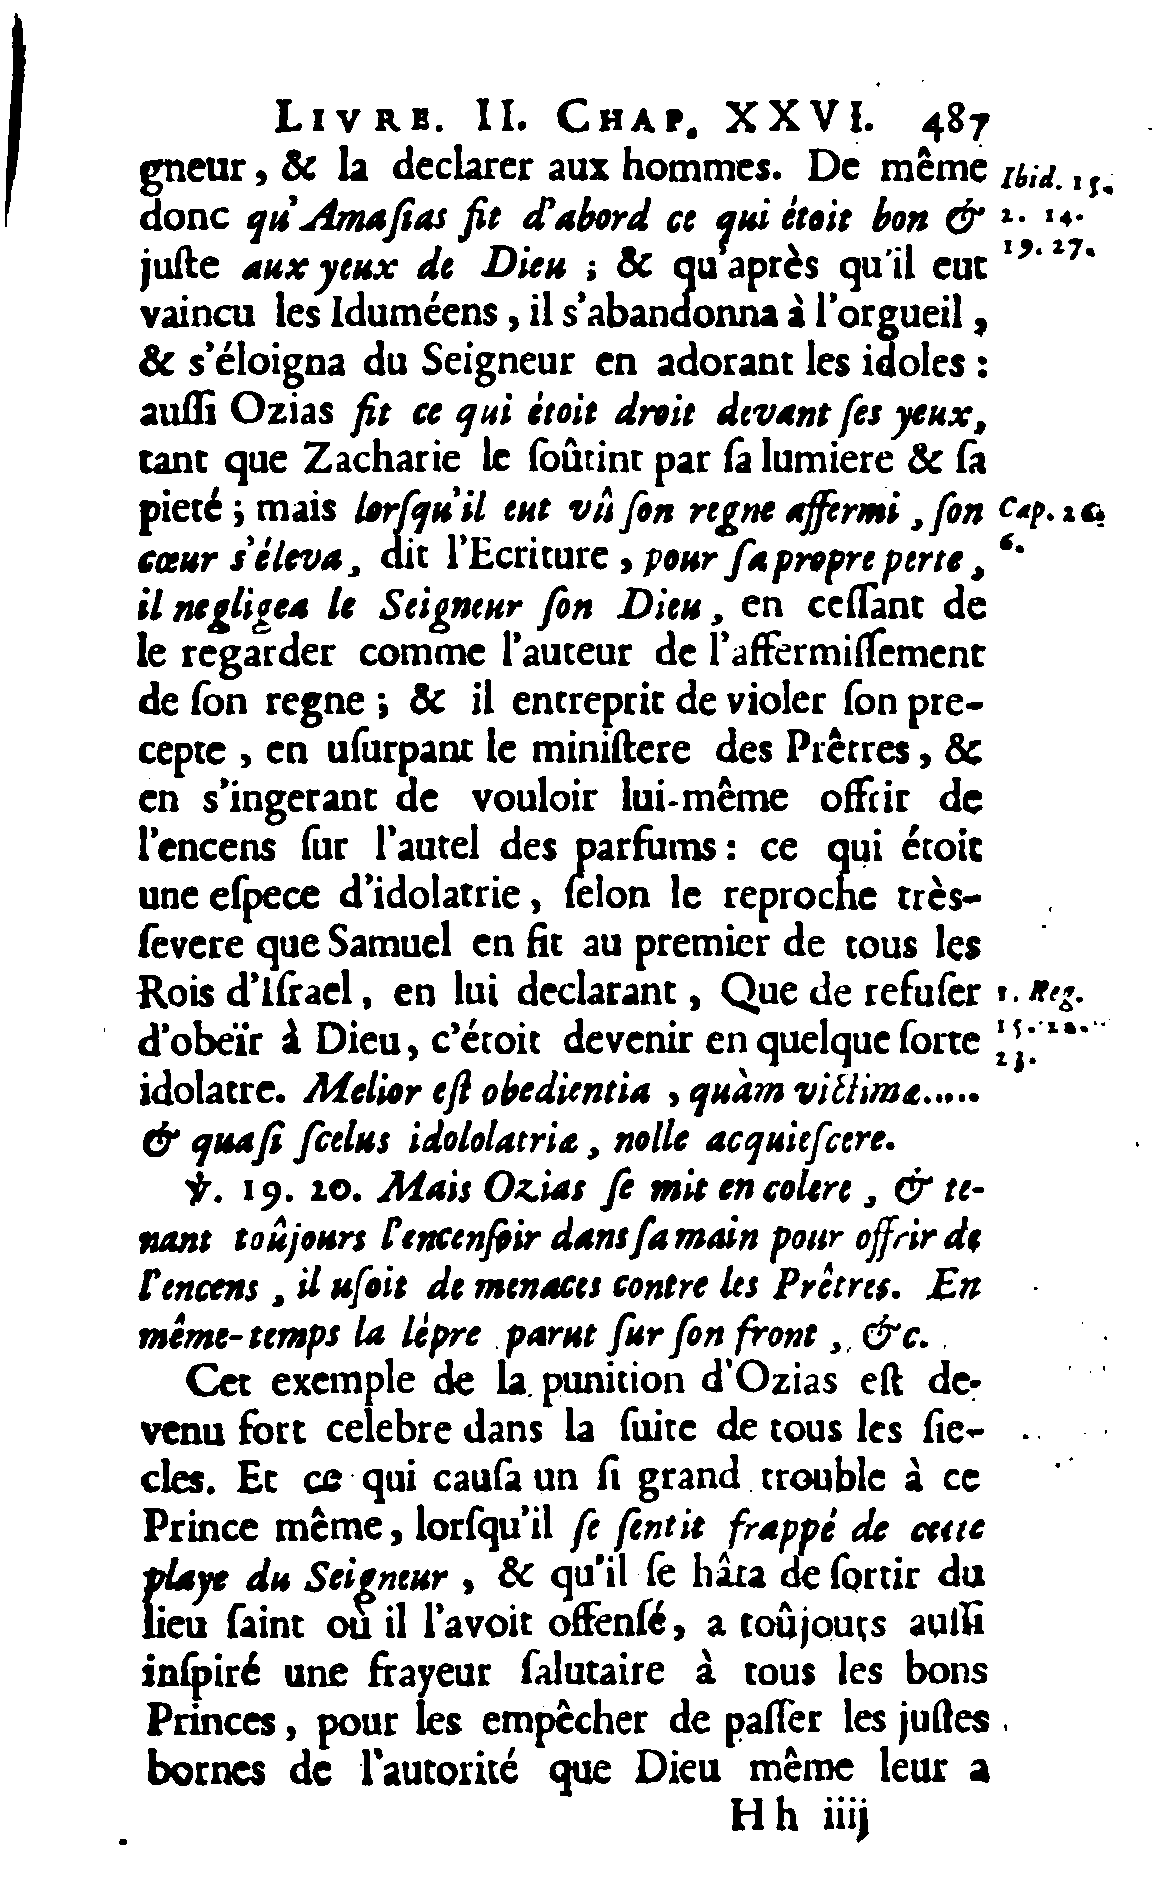 LIVRE. II. CHAP. XXVI. 487
gneur, & la declarer aux hommes. De même
donc qu'Amaſias fit d'abord ce qui étoit bon &
juſte aux yeux de Dieu ; & qu'après qu'il eut
vaincu les Iduméens, il s'abandonna à l'orgueil,
& s'éloigna du Seigneur en adorant les idoles :
auſſi Ozias fit ce qui étoit droit devant ſes yeux,
tant que Zacharie le ſoûtint par ſa lumiere & ſa
pieté ; mais lorſqu'il eut vû ſon regne affermi, ſon
cœur s'éleva, dit l'Ecriture, pour ſa propre perte,
il negligea le Seigneur ſon Dieu, en ceſſant de
le regarder comme l'auteur de l'affermiſſement
de ſon regne ; & il entreprit de violer ſon pre-
cepte, en uſurpant le miniſtere des Prêtres, &
en s'ingerant de vouloir lui-même offrir de
l'encens ſur l'autel des parfums : ce qui étoit
une eſpece d'idolatrie, ſelon le reproche très-
ſevere que Samuel en fit au premier de tous les
Rois d'Iſrael, en lui declarant, Que de refuſer
d'obeïr à Dieu, c'étoit devenir en quelque ſorte
idolatre. Melior eſt obedientia, quàm victimæ.....
& quaſi ſcelus idololatriæ, nolle acquieſcere.
℣. 19. 20. Mais Ozias ſe mit en colere, & te-
nant toûjours l'encenſoir dans ſa main pour offrir de
l'encens, il uſoit de menaces contre les Prêtres. En
même-temps la lépre parut ſur ſon front, &c.
Cet exemple de la punition d'Ozias eſt de-
venu fort celebre dans la ſuite de tous les ſie-
cles. Et ce qui cauſa un ſi grand trouble à ce
Prince même, lorſqu'il ſe ſentit frappé de cette
playe du Seigneur, & qu'il ſe hâta de ſortir du
lieu ſaint où il l'avoit offenſé, a toûjours auſſi
inſpiré une frayeur ſalutaire à tous les bons
Princes, pour les empêcher de paſſer les juſtes
bornes de l'autorité que Dieu même leur a
H h iiij
Ibid. 15.
2. 14.
19. 27.
Cap. 26.
6.
1. Reg.
15. 22.
23.